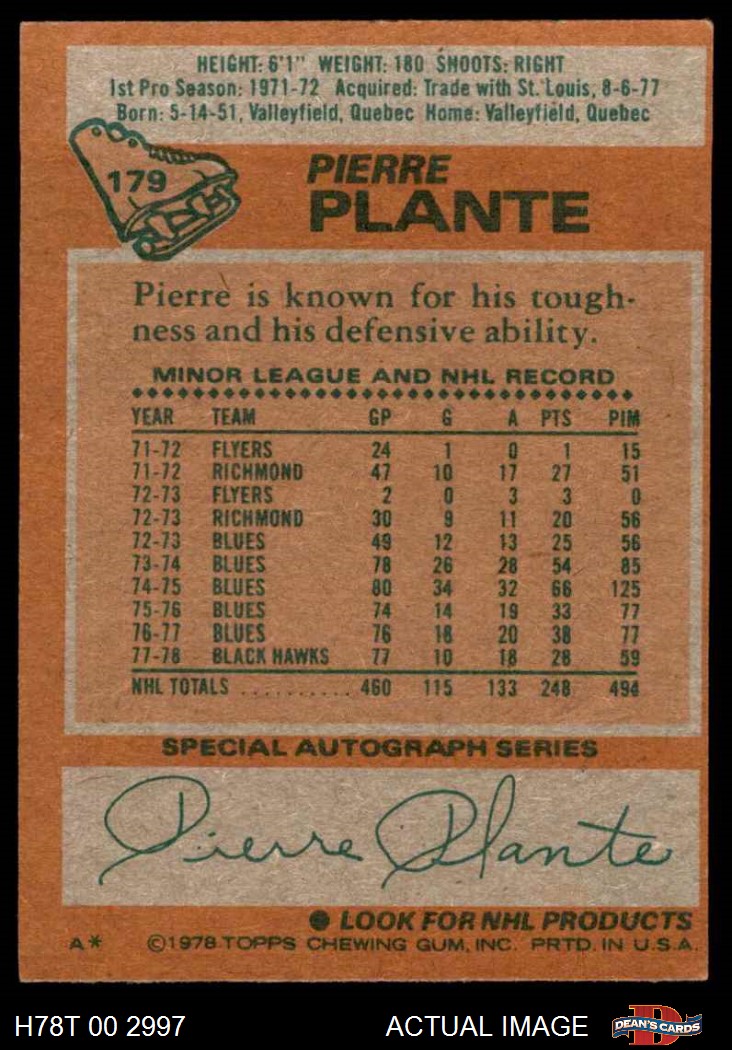 HEIGHT: 6'1" WEIGHT: 180 SHOOTS: RIGHT
1st Pro Season: 1971-72 Acquired: Trade with St. Louis, 8-6-77
Born: 5-14-51, Valleyfield, Quebec Home: Valleyfield, Quebec
179
PIERRE
PLANTE
Pierre is known for his tough-
ness and his defensive ability.
MINOR LEAGUE AND NHL RECORD
YEAR TEAM GP G A PTS PIM
71-72 FLYERS 24 1 0 1 15
71-72 RICHMOND 47 10 17 27 51
72-73 FLYERS 2 0 3 3 0
72-73 RICHMOND 30 9 11 20 56
72-73 BLUES 49 12 13 25 56
73-74 BLUES 78 26 28 54 85
74-75 BLUES 80 34 32 66 125
75-76 BLUES 74 14 19 33 77
76-77 BLUES 76 18 20 38 77
77-78 BLACK HAWKS 77 10 18 28 59
NHL TOTALS .......... 460 115 133 248 494
SPECIAL AUTOGRAPH SERIES
Pierre Plante
● LOOK FOR NHL PRODUCTS
A* ©1978 TOPPS CHEWING GUM, INC. PRTD. IN U.S.A.
H78T 00 2997 ACTUAL IMAGE DEAN'S CARDS